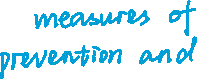 measures of
prevention and